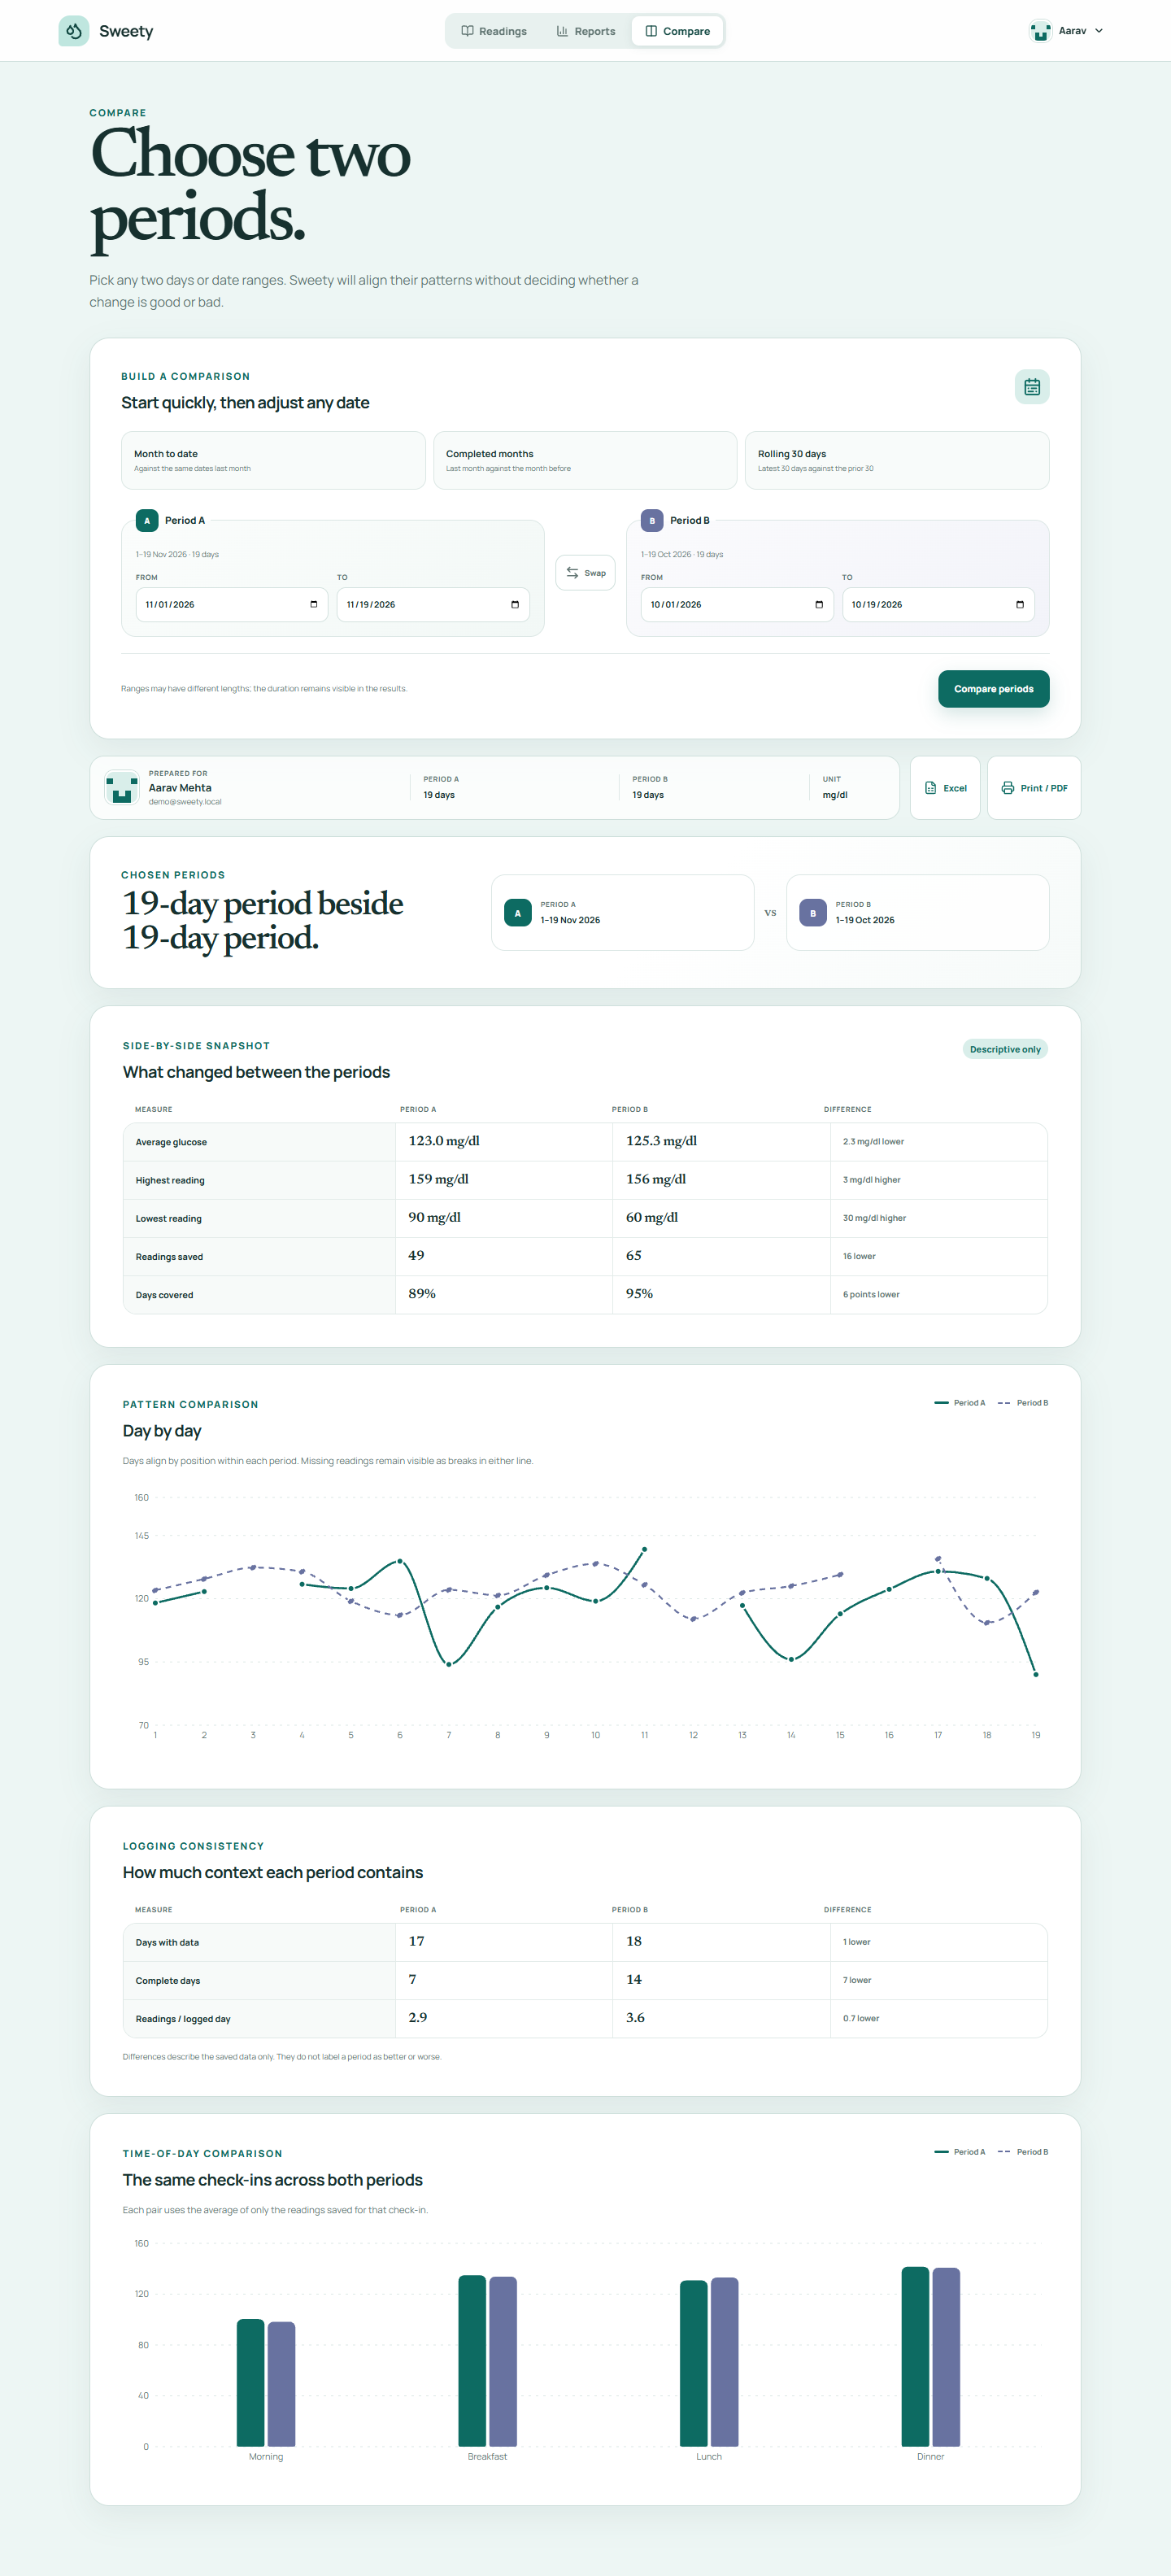 Sweety
Readings
Reports
Compare
Aarav
COMPARE
Choose two
periods.
Pick any two days or date ranges. Sweety will align their patterns without deciding whether a
change is good or bad.
BUILD A COMPARISON
Start quickly, then adjust any date
Month to date
Against the same dates last month
Completed months
Last month against the month before
Rolling 30 days
Latest 30 days against the prior 30
A Period A
1–19 Nov 2026 · 19 days
FROM TO
11/01/2026 11/19/2026
Swap
B Period B
1–19 Oct 2026 · 19 days
FROM TO
10/01/2026 10/19/2026
Ranges may have different lengths; the duration remains visible in the results.
Compare periods
PREPARED FOR
Aarav Mehta
demo@sweety.local
PERIOD A
19 days
PERIOD B
19 days
UNIT
mg/dl
Excel
Print / PDF
CHOSEN PERIODS
19-day period beside
19-day period.
A
PERIOD A
1–19 Nov 2026
VS
B
PERIOD B
1–19 Oct 2026
SIDE-BY-SIDE SNAPSHOT
What changed between the periods
Descriptive only
MEASURE PERIOD A PERIOD B DIFFERENCE
Average glucose 123.0 mg/dl 125.3 mg/dl 2.3 mg/dl lower
Highest reading 159 mg/dl 156 mg/dl 3 mg/dl higher
Lowest reading 90 mg/dl 60 mg/dl 30 mg/dl higher
Readings saved 49 65 16 lower
Days covered 89% 95% 6 points lower
PATTERN COMPARISON
Day by day
Period A Period B
Days align by position within each period. Missing readings remain visible as breaks in either line.
160
145
120
95
70
1 2 3 4 5 6 7 8 9 10 11 12 13 14 15 16 17 18 19
LOGGING CONSISTENCY
How much context each period contains
MEASURE PERIOD A PERIOD B DIFFERENCE
Days with data 17 18 1 lower
Complete days 7 14 7 lower
Readings / logged day 2.9 3.6 0.7 lower
Differences describe the saved data only. They do not label a period as better or worse.
TIME-OF-DAY COMPARISON
The same check-ins across both periods
Period A Period B
Each pair uses the average of only the readings saved for that check-in.
160
120
80
40
0
Morning Breakfast Lunch Dinner